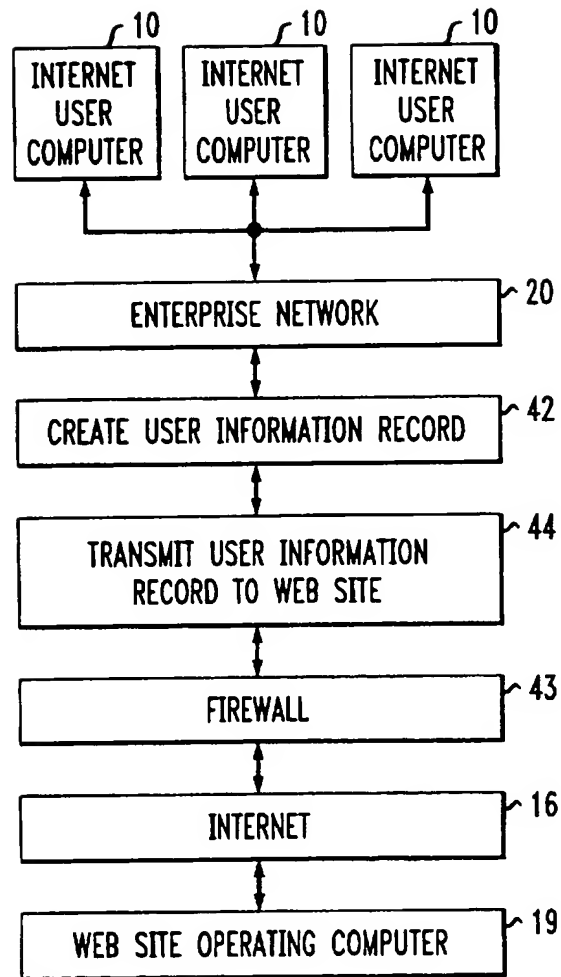 10
10
10
INTERNET
USER
COMPUTER
INTERNET
USER
COMPUTER
INTERNET
USER
COMPUTER
20
ENTERPRISE NETWORK
42
CREATE USER INFORMATION RECORD
44
TRANSMIT USER INFORMATION
RECORD TO WEB SITE
43
FIREWALL
16
INTERNET
19
WEB SITE OPERATING COMPUTER